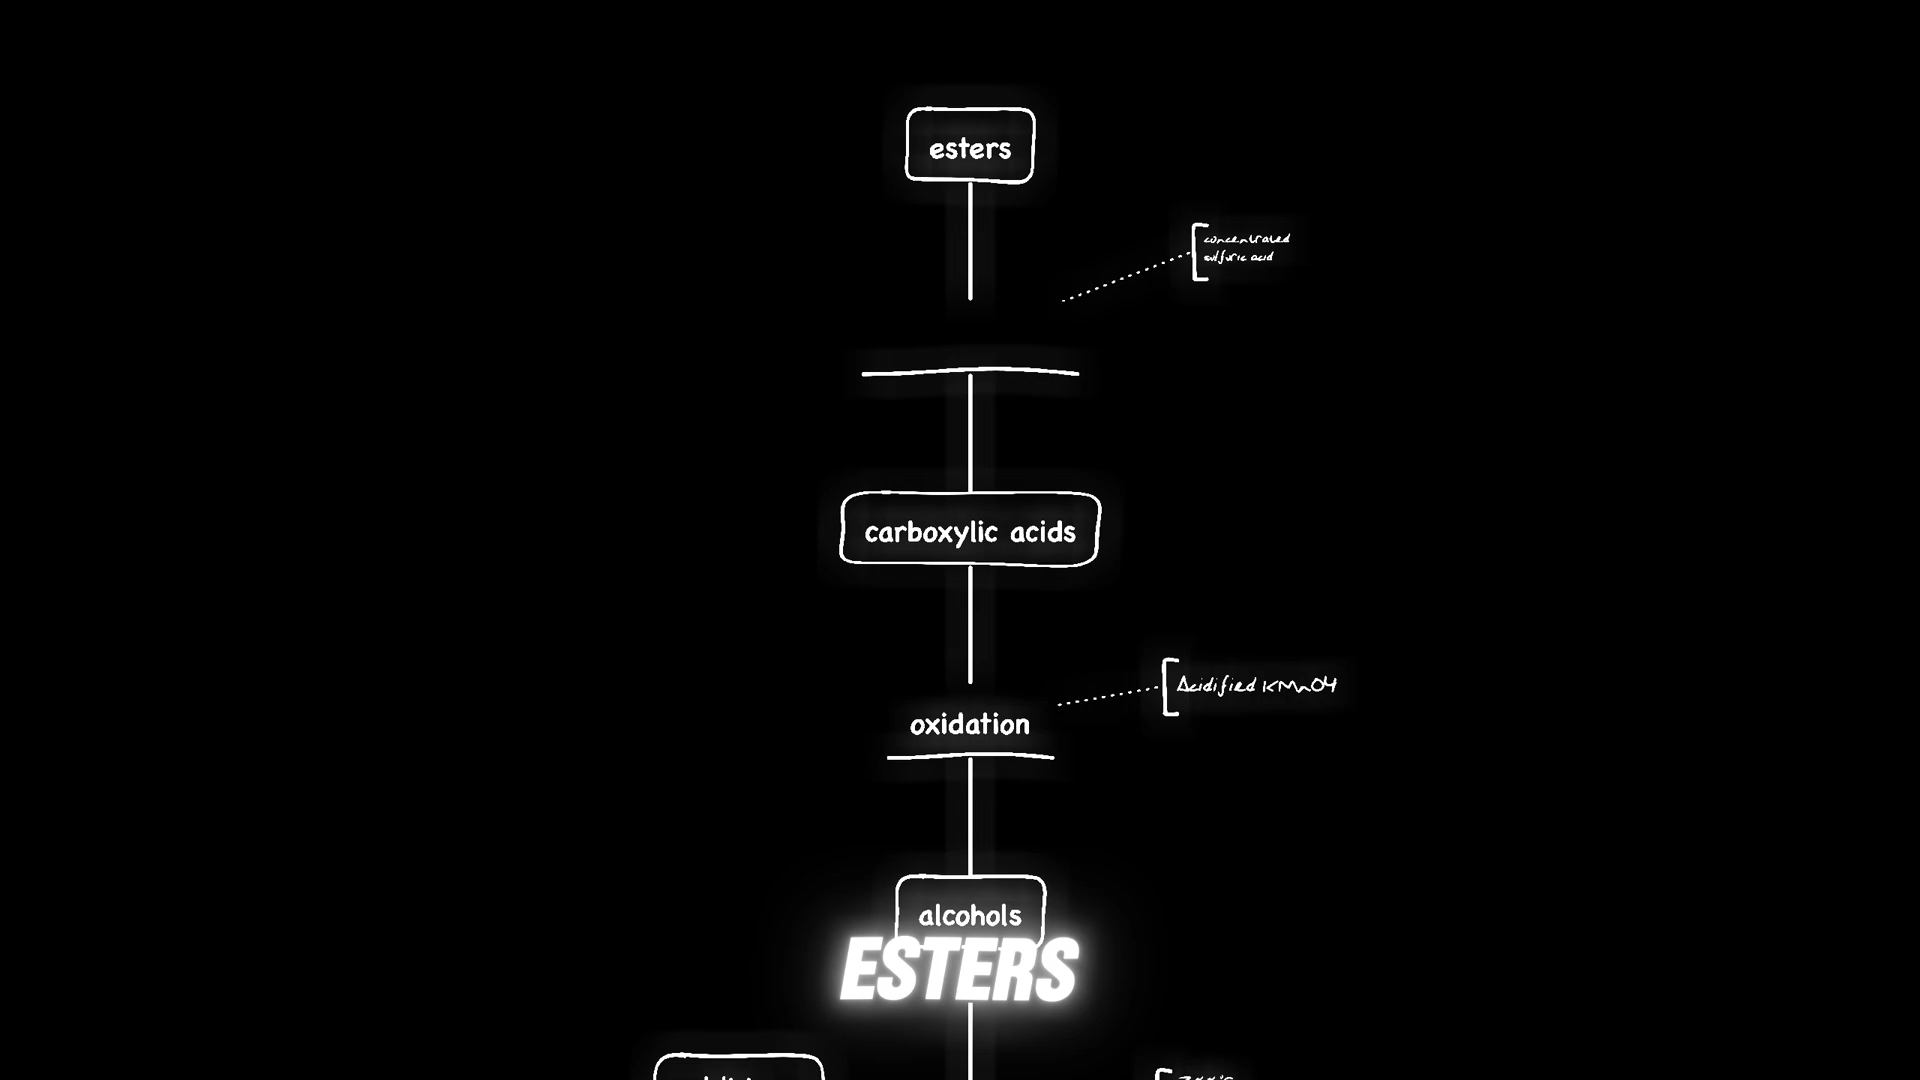 esters
concentrated
sulfuric acid
carboxylic acids
Acidified KMnO4
oxidation
alcohols
ESTERS